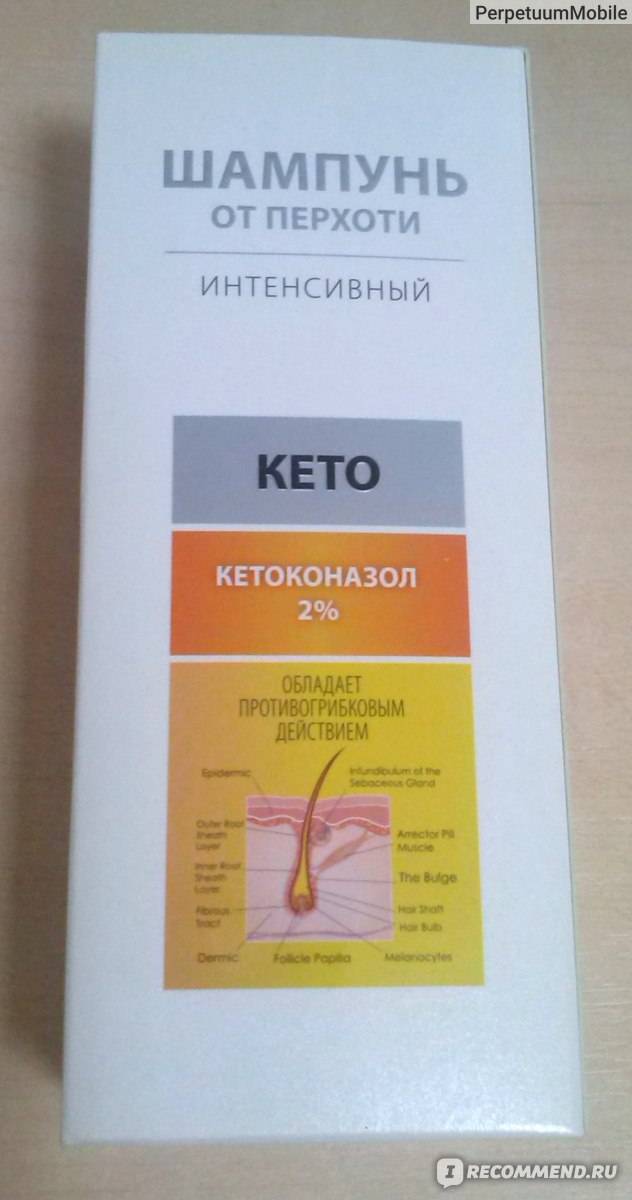 PerpetuumMobile
ШАМПУНЬ
ОТ ПЕРХОТИ
ИНТЕНСИВНЫЙ
КЕТО
КЕТОКОНАЗОЛ
2%
ОБЛАДАЕТ
ПРОТИВОГРИБКОВЫМ
ДЕЙСТВИЕМ
Epidermic
Infundibulum of the
Sebaceous Gland
Outer Root
Sheath
Layer
Arrector Pili
Muscle
Inner Root
Sheath
Layer
The Bulge
Fibrous
Tract
Hair Shaft
Hair Bulb
Dermic
Follicle Papilla
Melanocytes
I RECOMMEND.RU